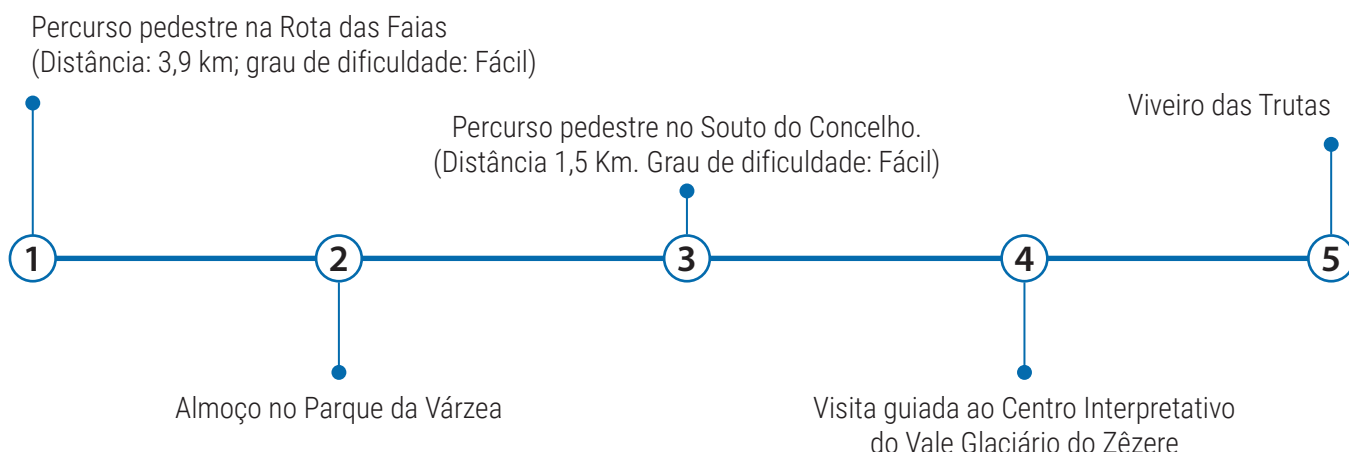 Percurso pedestre na Rota das Faias
(Distância: 3,9 km; grau de dificuldade: Fácil)
Percurso pedestre no Souto do Concelho.
(Distância 1,5 Km. Grau de dificuldade: Fácil)
Viveiro das Trutas
1
2
3
4
5
Almoço no Parque da Várzea
Visita guiada ao Centro Interpretativo
do Vale Glaciário do Zêzere